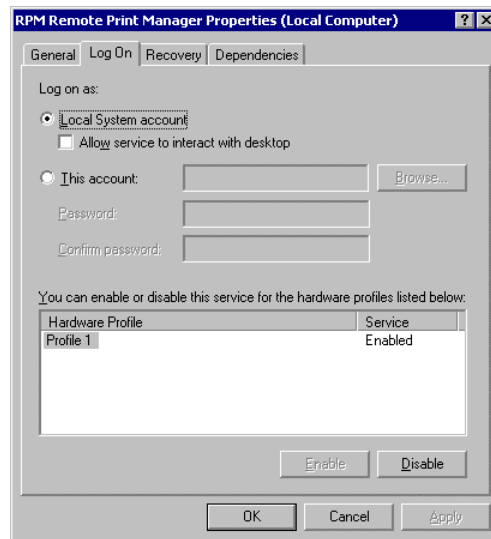 RPM Remote Print Manager Properties (Local Computer)
General Log On Recovery Dependencies
Log on as:
Local System account
Allow service to interact with desktop
This account:
Browse...
Password:
Confirm password:
You can enable or disable this service for the hardware profiles listed below:
Hardware Profile Service
Profile 1 Enabled
Enable Disable
OK Cancel Apply